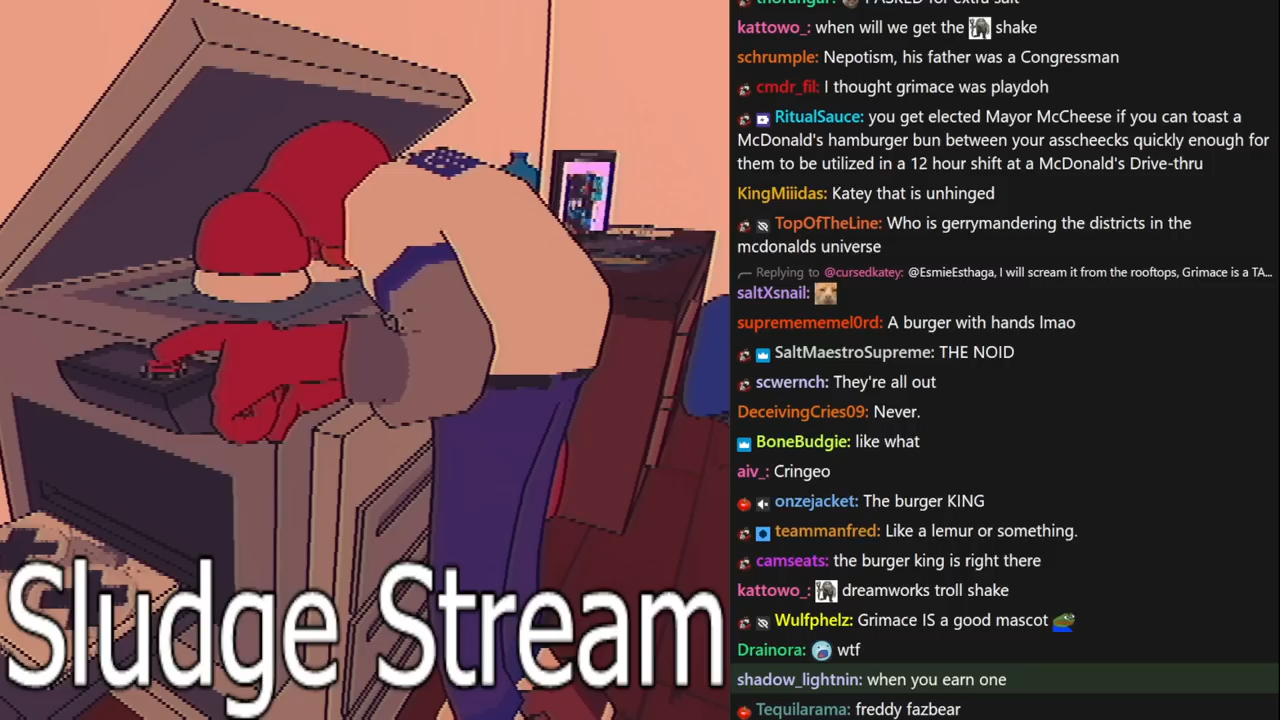 thorungar: I ASKED for extra salt
kattowo_: when will we get the shake
schrumple: Nepotism, his father was a Congressman
cmdr_fil: I thought grimace was playdoh
RitualSauce: you get elected Mayor McCheese if you can toast a
McDonald's hamburger bun between your asscheecks quickly enough for
them to be utilized in a 12 hour shift at a McDonald's Drive-thru
KingMiiidas: Katey that is unhinged
TopOfTheLine: Who is gerrymandering the districts in the
mcdonalds universe
Replying to @cursedkatey: @EsmieEsthaga, I will scream it from the rooftops, Grimace is a TA...
saltXsnail:
supremememel0rd: A burger with hands lmao
SaltMaestroSupreme: THE NOID
scwernch: They're all out
DeceivingCries09: Never.
BoneBudgie: like what
aiv_: Cringeo
onzejacket: The burger KING
teammanfred: Like a lemur or something.
camseats: the burger king is right there
kattowo_: dreamworks troll shake
Wulfphelz: Grimace IS a good mascot
Drainora: wtf
shadow_lightnin: when you earn one
Tequilarama: freddy fazbear
Sludge Stream